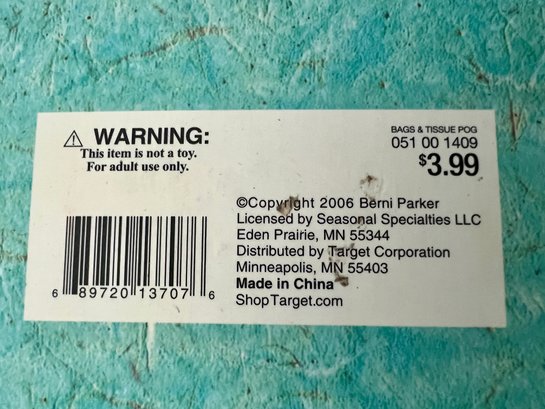 ⚠ WARNING:
This item is not a toy.
For adult use only.
BAGS & TISSUE POG
051 00 1409
$3.99
©Copyright 2006 Berni Parker
Licensed by Seasonal Specialties LLC
Eden Prairie, MN 55344
Distributed by Target Corporation
Minneapolis, MN 55403
Made in China
ShopTarget.com
6 89720 13707 6